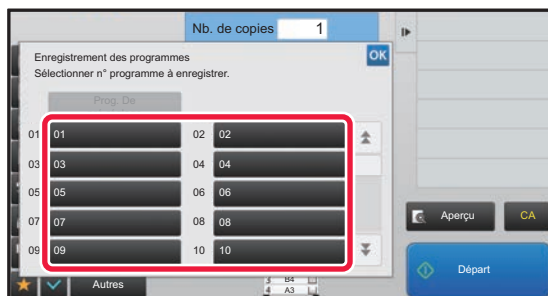 Nb. de copies 1
Enregistrement des programmes
OK
Sélectionner n° programme à enregistrer.
Prog. De
01 01 02 02
03 03 04 04
05 05 06 06
07 07 08 08
09 09 10 10
Aperçu
CA
Départ
Autres
B4
4 A3